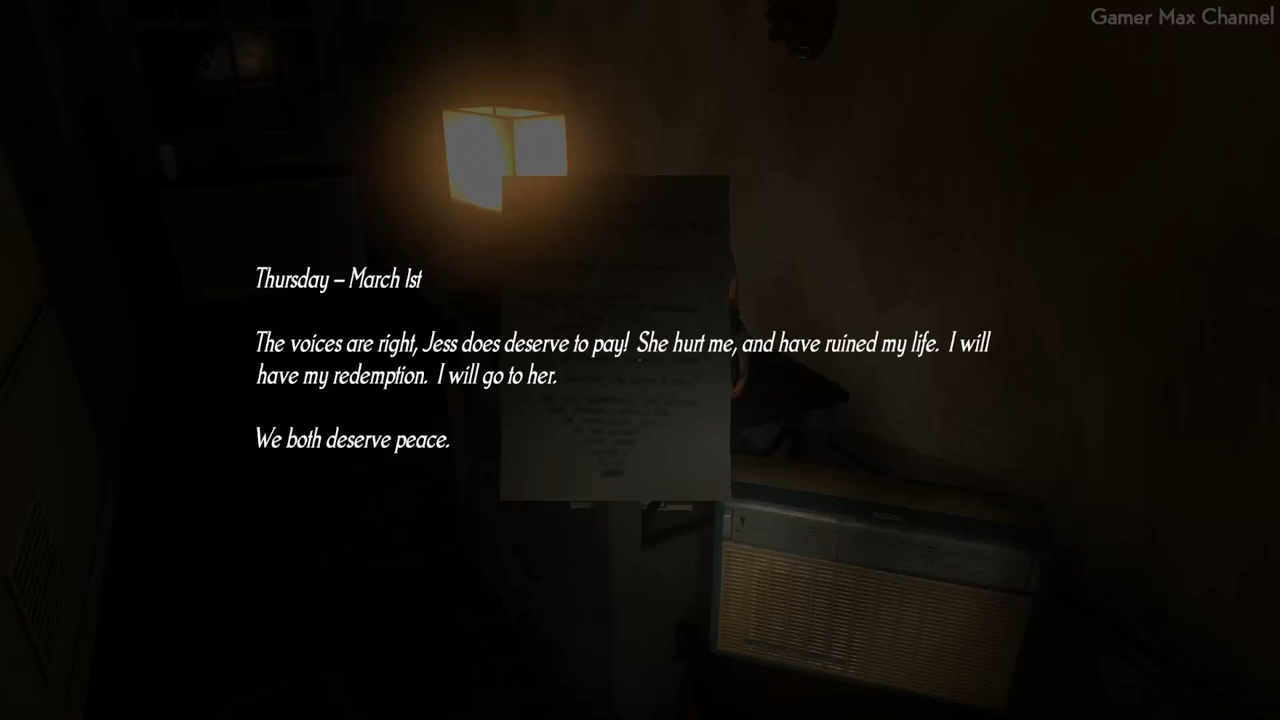 Gamer Max Channel
Thursday – March 1st
The voices are right, Jess does deserve to pay! She hurt me, and have ruined my life. I will
have my redemption. I will go to her.
We both deserve peace.